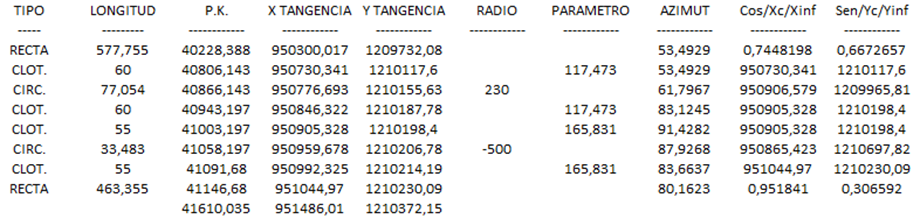 TIPO LONGITUD P.K. X TANGENCIA Y TANGENCIA RADIO PARAMETRO AZIMUT Cos/Xc/Xinf Sen/Yc/Yinf
----- --------- ------------ ------------ ------------ ------------ ------------ --------- ------------ ------------
RECTA 577,755 40228,388 950300,017 1209732,08 53,4929 0,7448198 0,6672657
CLOT. 60 40806,143 950730,341 1210117,6 117,473 53,4929 950730,341 1210117,6
CIRC. 77,054 40866,143 950776,693 1210155,63 230 61,7967 950906,579 1209965,81
CLOT. 60 40943,197 950846,322 1210187,78 117,473 83,1245 950905,328 1210198,4
CLOT. 55 41003,197 950905,328 1210198,4 165,831 91,4282 950905,328 1210198,4
CIRC. 33,483 41058,197 950959,678 1210206,78 -500 87,9268 950865,423 1210697,82
CLOT. 55 41091,68 950992,325 1210214,19 165,831 83,6637 951044,97 1210230,09
RECTA 463,355 41146,68 951044,97 1210230,09 80,1623 0,951841 0,306592
41610,035 951486,01 1210372,15